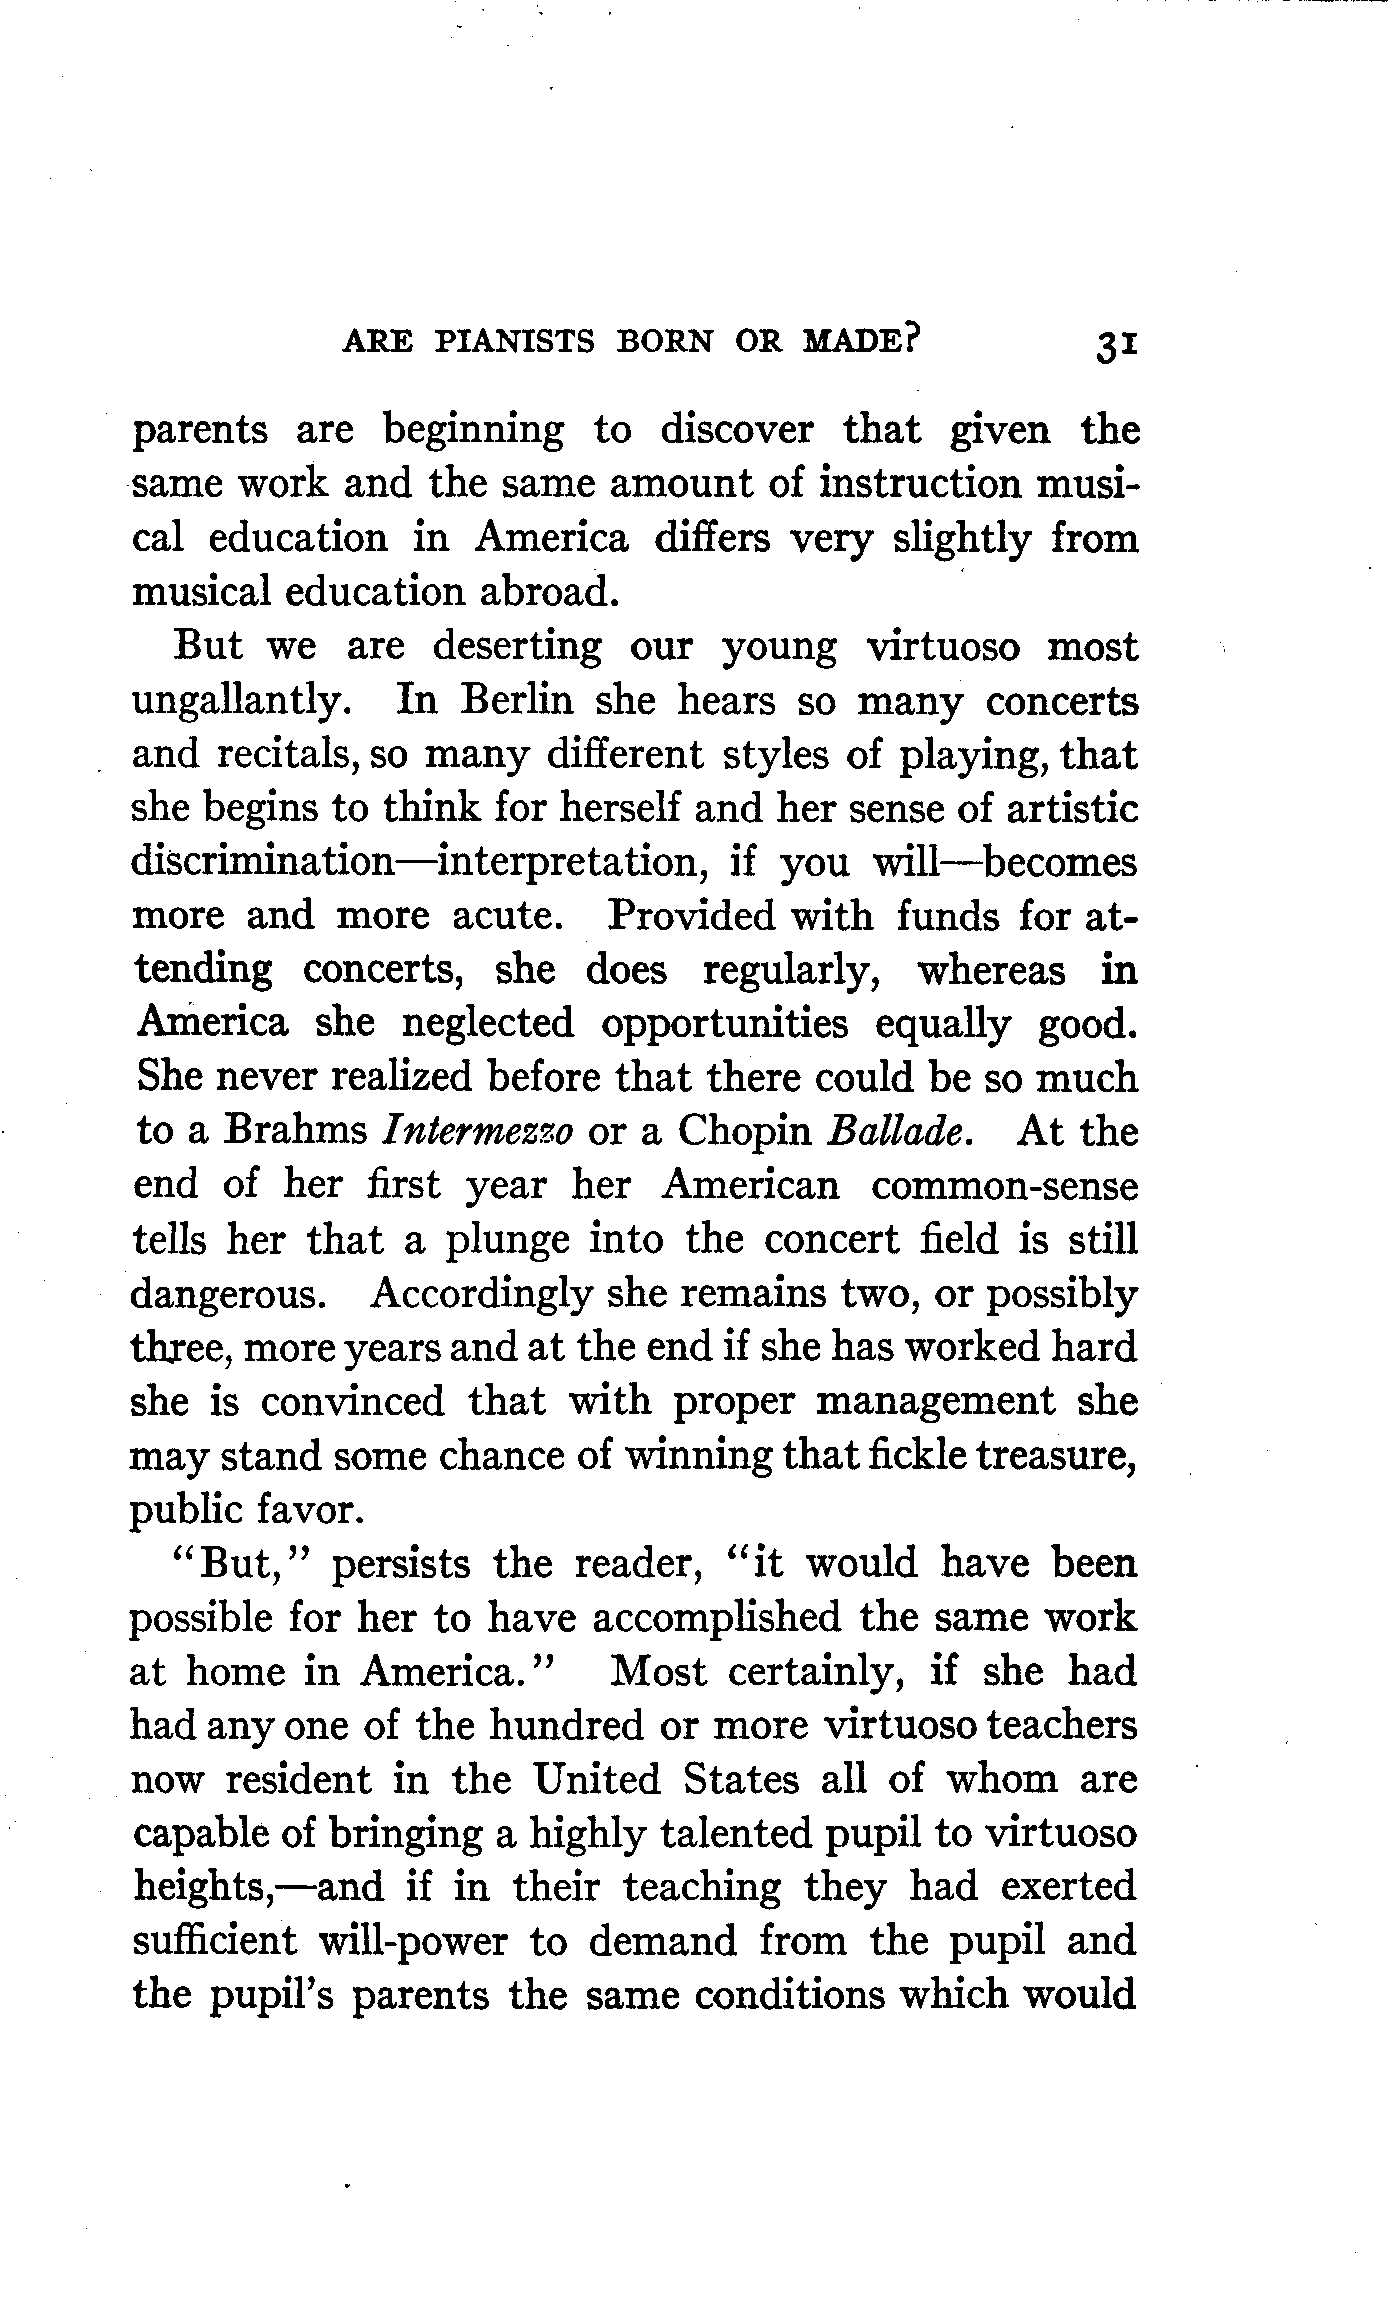 ARE PIANISTS BORN OR MADE? 31
parents are beginning to discover that given the
same work and the same amount of instruction musi-
cal education in America differs very slightly from
musical education abroad.
But we are deserting our young virtuoso most
ungallantly. In Berlin she hears so many concerts
and recitals, so many different styles of playing, that
she begins to think for herself and her sense of artistic
discrimination—interpretation, if you will—becomes
more and more acute. Provided with funds for at-
tending concerts, she does regularly, whereas in
America she neglected opportunities equally good.
She never realized before that there could be so much
to a Brahms Intermezzo or a Chopin Ballade. At the
end of her first year her American common-sense
tells her that a plunge into the concert field is still
dangerous. Accordingly she remains two, or possibly
three, more years and at the end if she has worked hard
she is convinced that with proper management she
may stand some chance of winning that fickle treasure,
public favor.
"But," persists the reader, "it would have been
possible for her to have accomplished the same work
at home in America." Most certainly, if she had
had any one of the hundred or more virtuoso teachers
now resident in the United States all of whom are
capable of bringing a highly talented pupil to virtuoso
heights,—and if in their teaching they had exerted
sufficient will-power to demand from the pupil and
the pupil's parents the same conditions which would